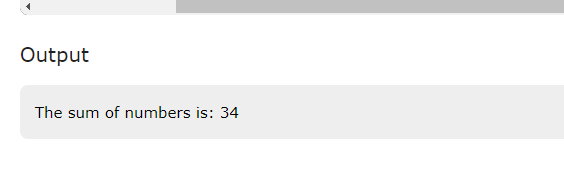 Output
The sum of numbers is: 34